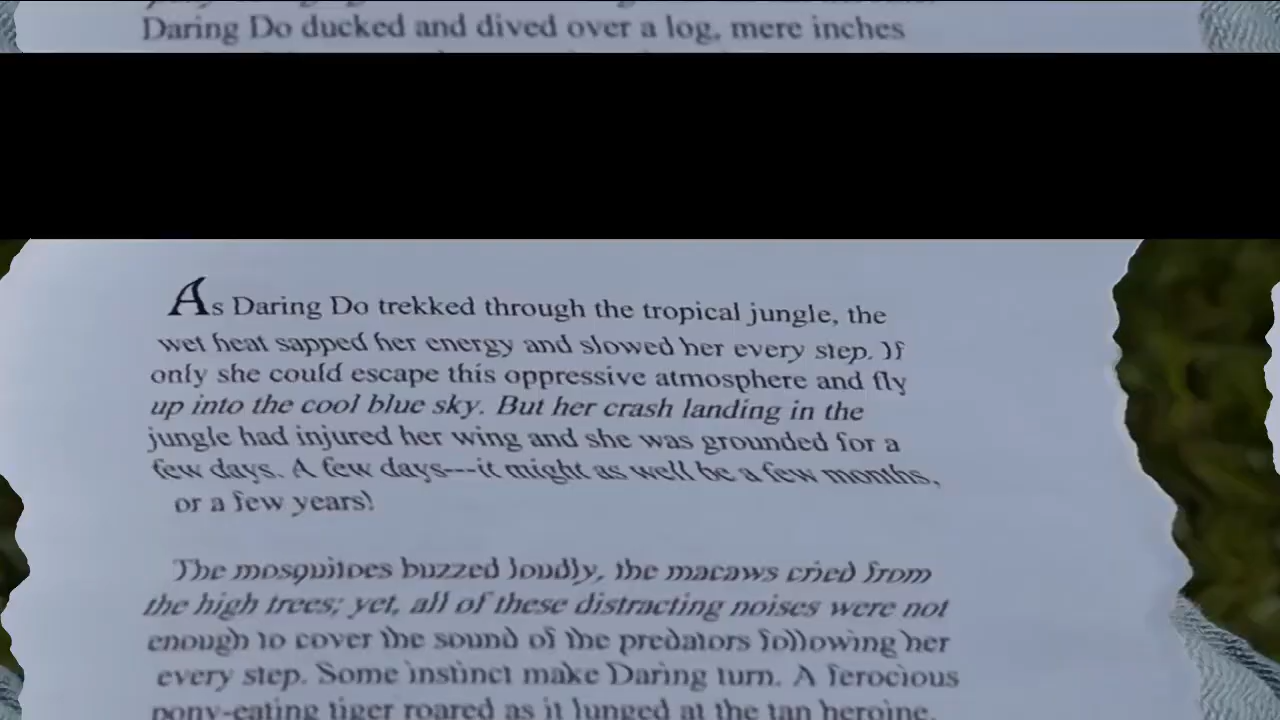 Daring Do ducked and dived over a log, mere inches
As Daring Do trekked through the tropical jungle, the
wet heat sapped her energy and slowed her every step. If
only she could escape this oppressive atmosphere and fly
up into the cool blue sky. But her crash landing in the
jungle had injured her wing and she was grounded for a
few days. A few days---it might as well be a few months,
or a few years!
The mosquitoes buzzed loudly, the macaws cried from
the high trees; yet, all of these distracting noises were not
enough to cover the sound of the predators following her
every step. Some instinct make Daring turn. A ferocious
pony-eating tiger roared as it lunged at the tan heroine.